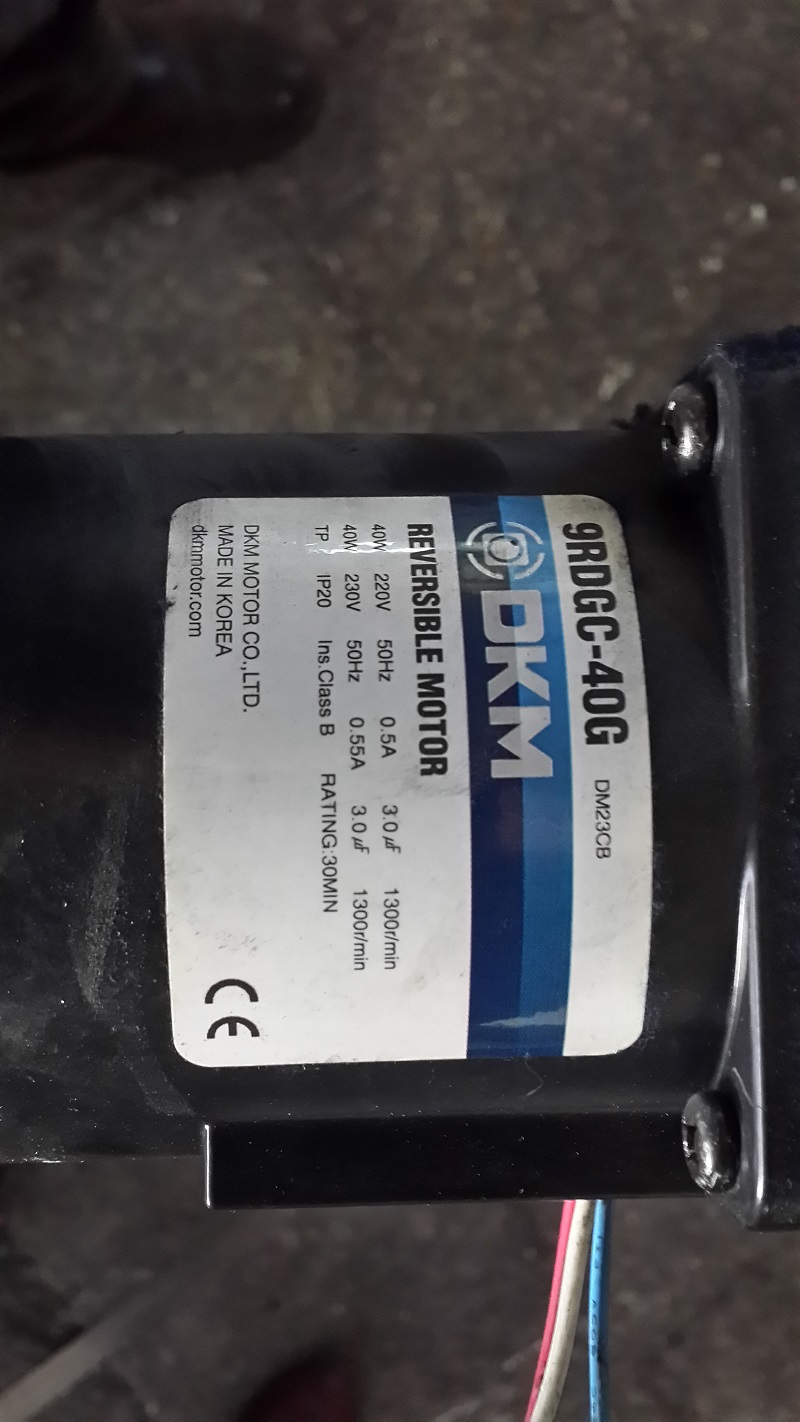 9RDGC-40G DM23CB
DKM
REVERSIBLE MOTOR
40W 220V 50Hz 0.5A 3.0㎌ 1300r/min
40W 230V 50Hz 0.55A 3.0㎌ 1300r/min
TP IP20 Ins.Class B RATING:30MIN
DKM MOTOR CO.,LTD.
MADE IN KOREA
dkmmotor.com
CE